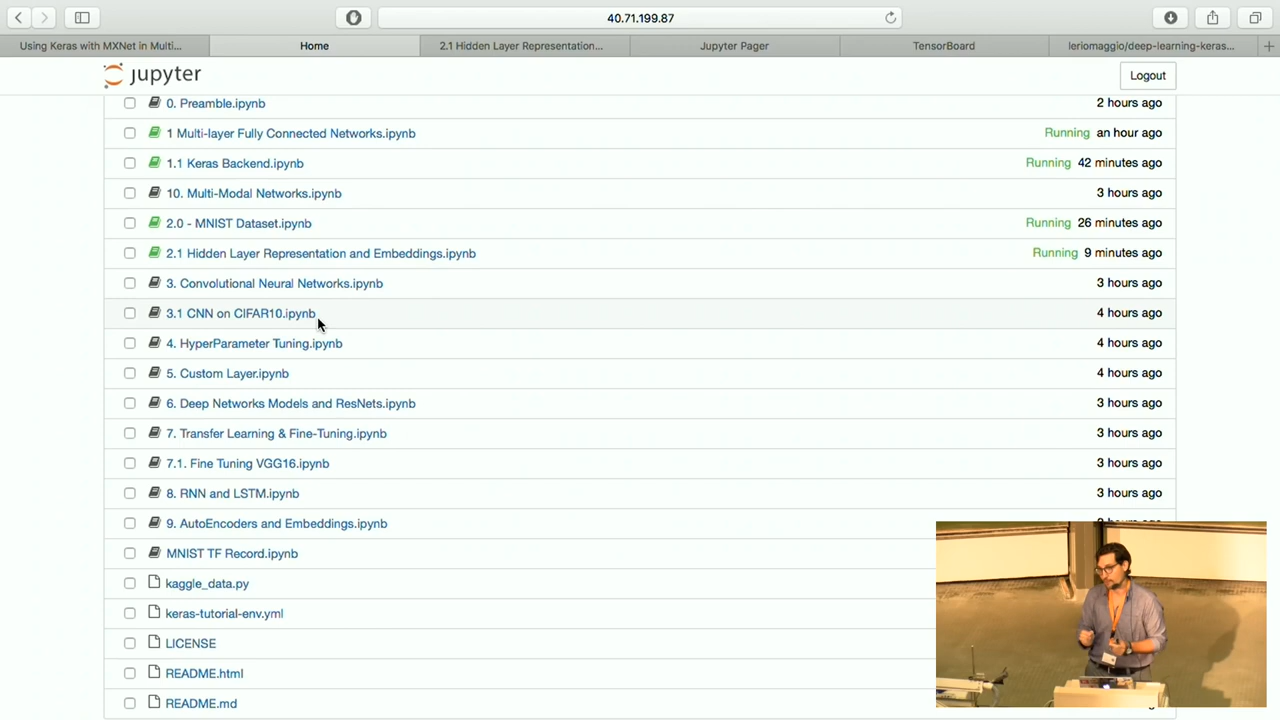 40.71.199.87
Using Keras with MXNet in Multi...
Home
2.1 Hidden Layer Representation...
Jupyter Pager
TensorBoard
leriomaggio/deep-learning-keras...
jupyter
Logout
0. Preamble.ipynb
2 hours ago
1 Multi-layer Fully Connected Networks.ipynb
Running an hour ago
1.1 Keras Backend.ipynb
Running 42 minutes ago
10. Multi-Modal Networks.ipynb
3 hours ago
2.0 - MNIST Dataset.ipynb
Running 26 minutes ago
2.1 Hidden Layer Representation and Embeddings.ipynb
Running 9 minutes ago
3. Convolutional Neural Networks.ipynb
3 hours ago
3.1 CNN on CIFAR10.ipynb
4 hours ago
4. HyperParameter Tuning.ipynb
4 hours ago
5. Custom Layer.ipynb
4 hours ago
6. Deep Networks Models and ResNets.ipynb
3 hours ago
7. Transfer Learning & Fine-Tuning.ipynb
3 hours ago
7.1. Fine Tuning VGG16.ipynb
3 hours ago
8. RNN and LSTM.ipynb
3 hours ago
9. AutoEncoders and Embeddings.ipynb
hours ago
MNIST TF Record.ipynb
kaggle_data.py
keras-tutorial-env.yml
LICENSE
README.html
README.md